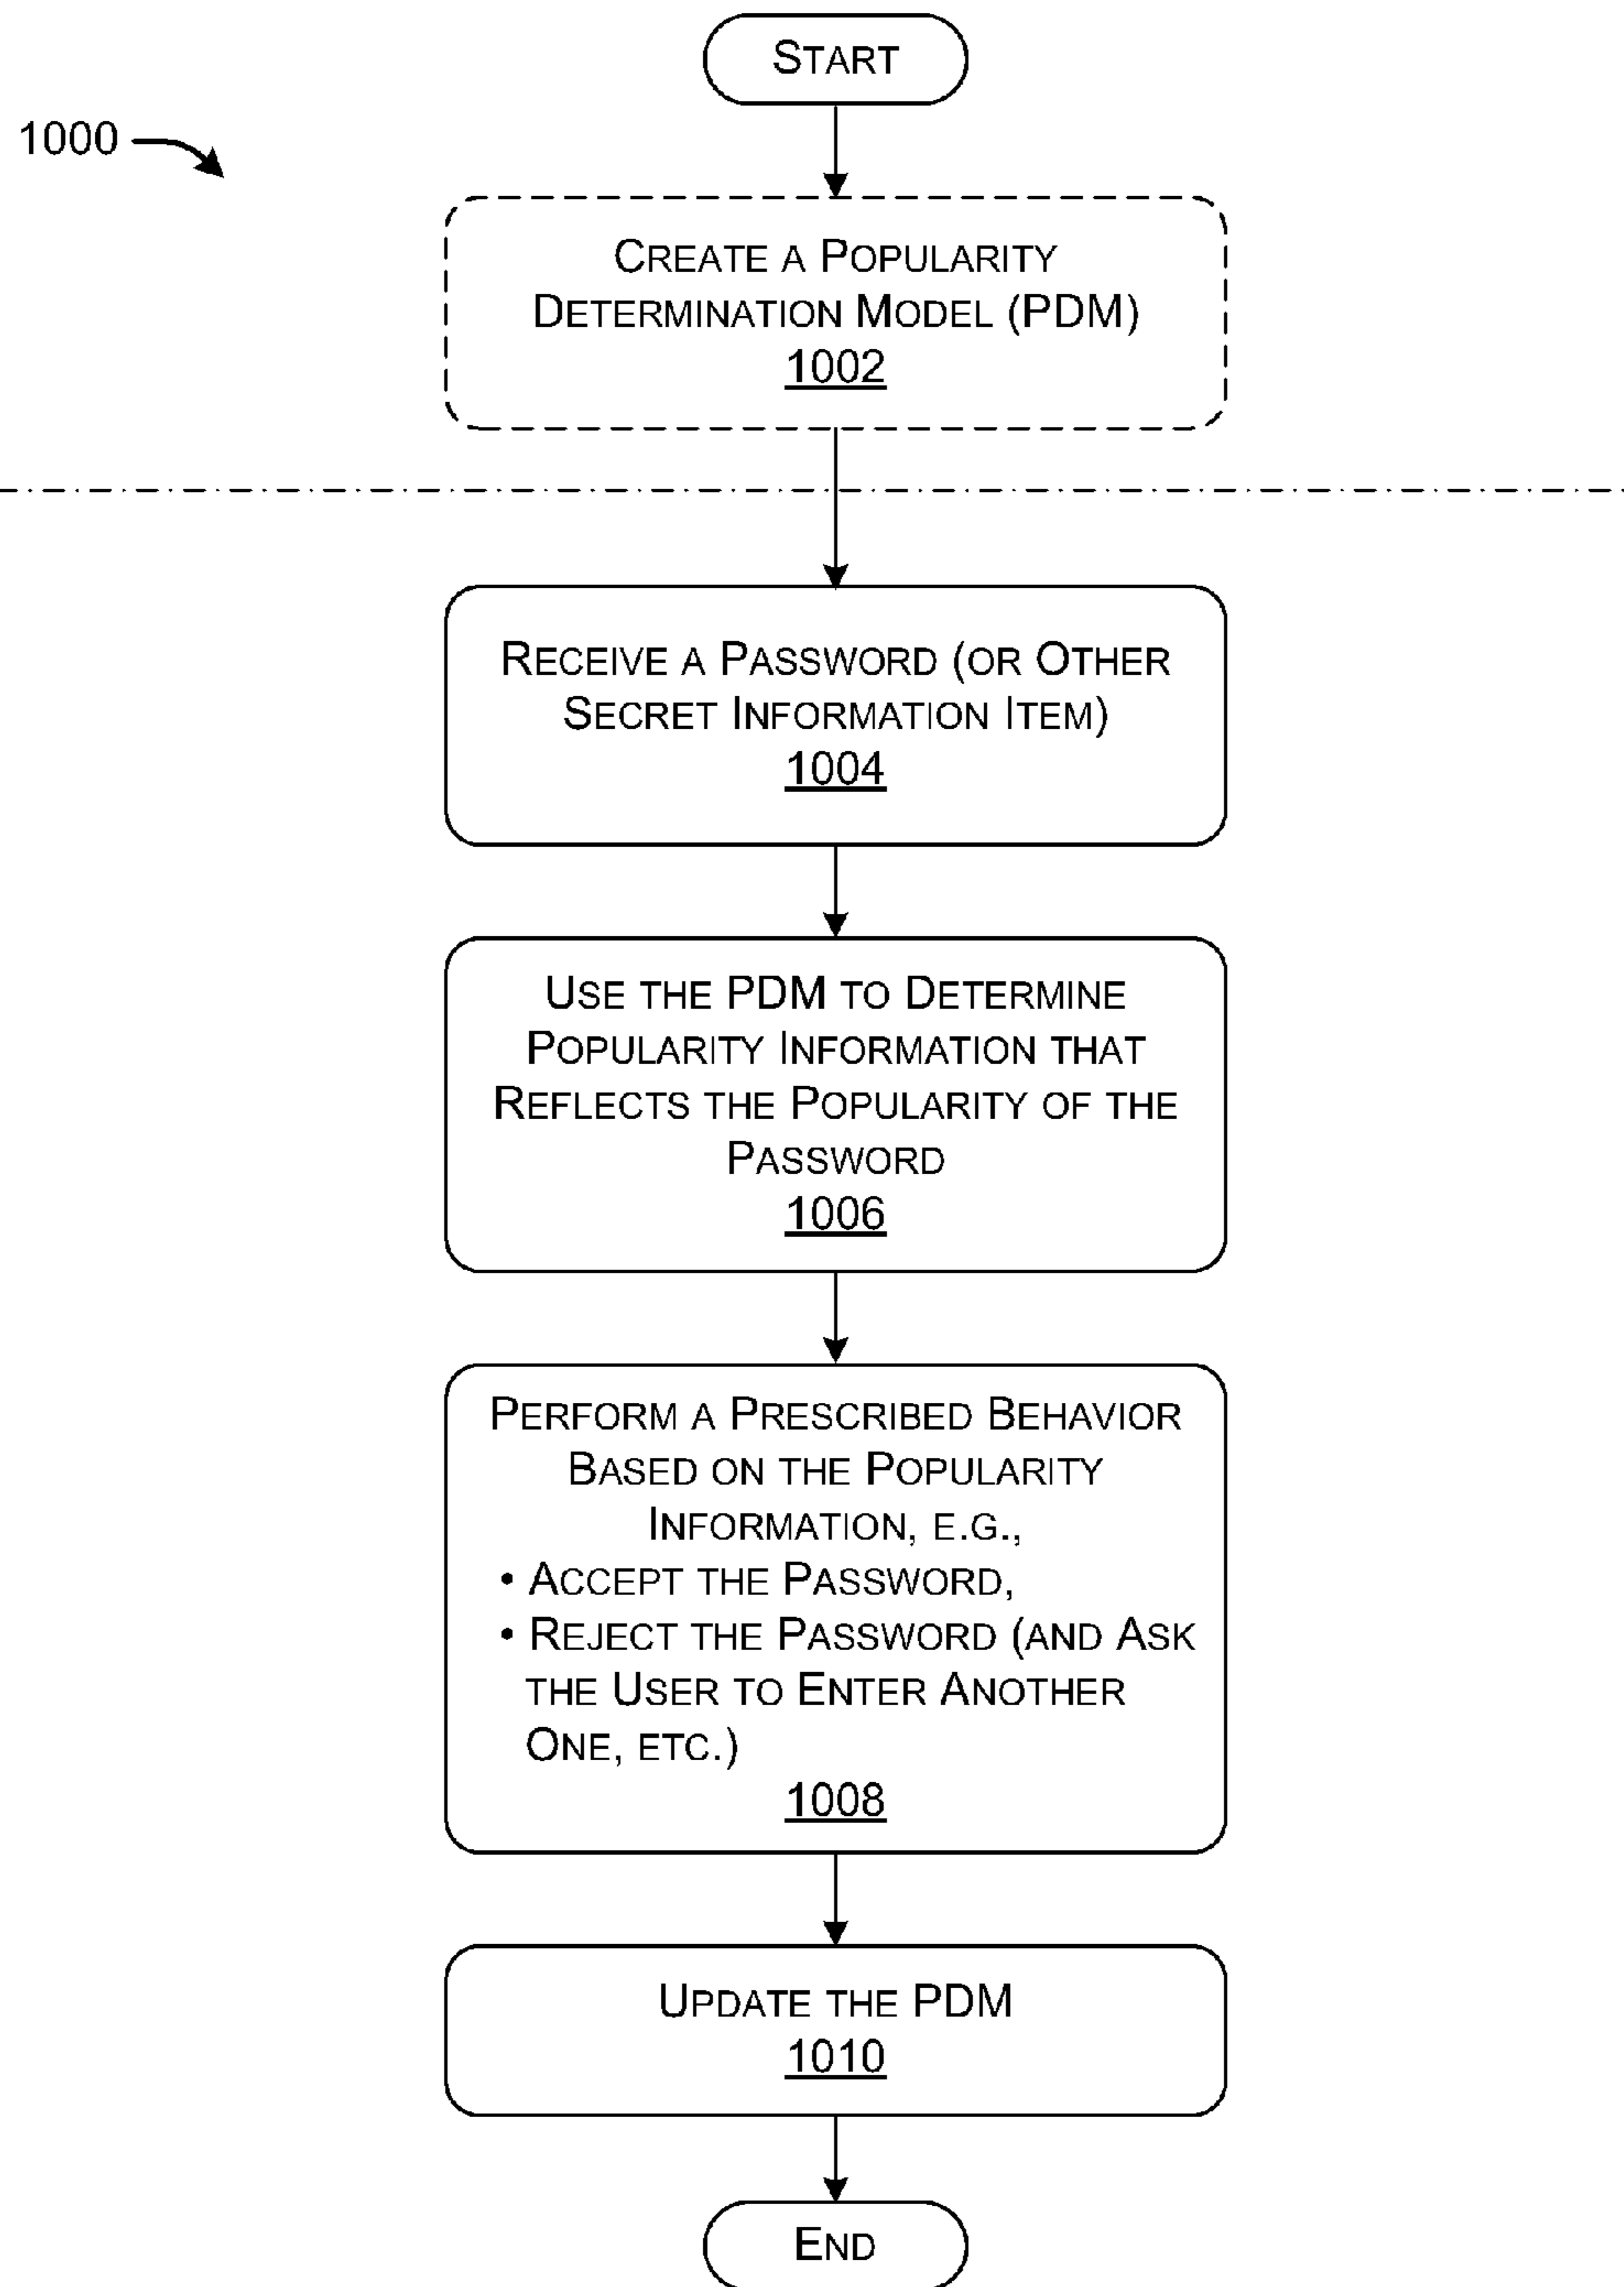 START
1000
CREATE A POPULARITY
DETERMINATION MODEL (PDM)
1002
RECEIVE A PASSWORD (OR OTHER
SECRET INFORMATION ITEM)
1004
USE THE PDM TO DETERMINE
POPULARITY INFORMATION THAT
REFLECTS THE POPULARITY OF THE
PASSWORD
1006
PERFORM A PRESCRIBED BEHAVIOR
BASED ON THE POPULARITY
INFORMATION, E.G.,
• ACCEPT THE PASSWORD,
• REJECT THE PASSWORD (AND ASK
THE USER TO ENTER ANOTHER
ONE, ETC.)
1008
UPDATE THE PDM
1010
END